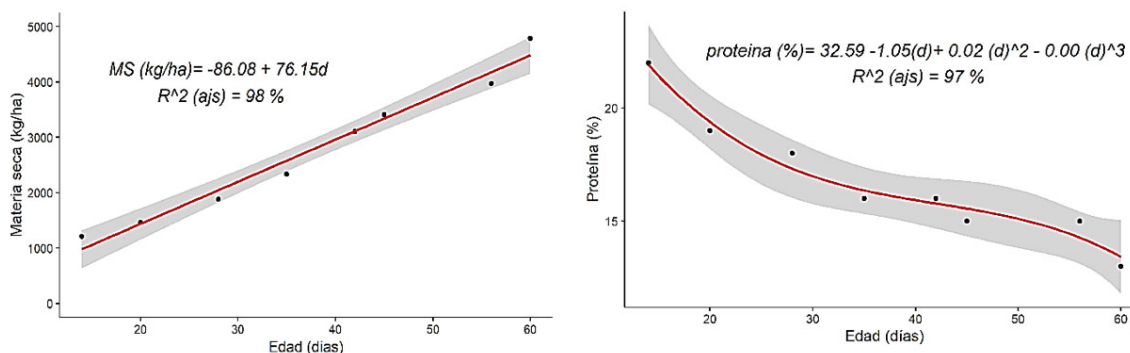 5000
4000
3000
2000
1000
0
Materia seca (kg/ha)
MS (kg/ha)= -86.08 + 76.15d
R^2 (ajs) = 98 %
20
30
40
50
60
Edad (días)
20
15
Proteína (%)
proteina (%)= 32.59 -1.05(d)+ 0.02 (d)^2 - 0.00 (d)^3
R^2 (ajs) = 97 %
20
30
40
50
60
Edad (días)